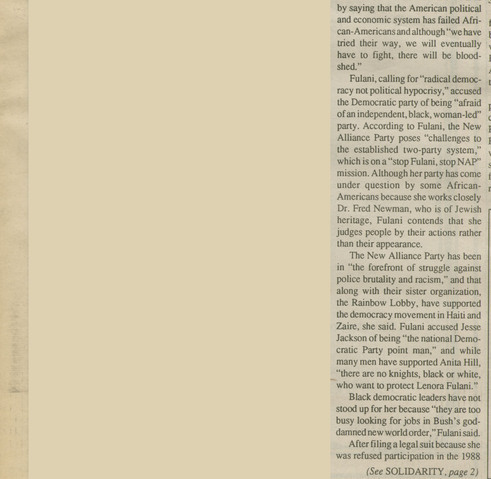 by saying that the American political
and economic system has failed Afri-
can-Americans and although "we have
tried their way, we will eventually
have to fight, there will be blood-
shed."
Fulani, calling for "radical democ-
racy not political hypocrisy," accused
the Democratic party of being "afraid
of an independent, black, woman-led"
party. According to Fulani, the New
Alliance Party poses "challenges to
the established two-party system,"
which is on a "stop Fulani, stop NAP"
mission. Although her party has come
under question by some African-
Americans because she works closely
Dr. Fred Newman, who is of Jewish
heritage, Fulani contends that she
judges people by their actions rather
than their appearance.
The New Alliance Party has been
in "the forefront of struggle against
police brutality and racism," and that
along with their sister organization,
the Rainbow Lobby, have supported
the democracy movement in Haiti and
Zaire, she said. Fulani accused Jesse
Jackson of being "the national Demo-
cratic Party point man," and while
many men have supported Anita Hill,
"there are no knights, black or white,
who want to protect Lenora Fulani."
Black democratic leaders have not
stood up for her because "they are too
busy looking for jobs in Bush's god-
damned new world order," Fulani said.
After filing a legal suit because she
was refused participation in the 1988
(See SOLIDARITY, page 2)